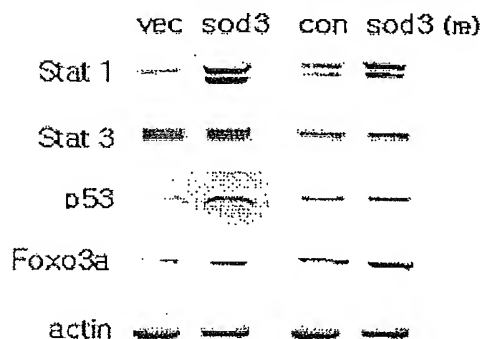 vec sod3 con sod3 (m)
Stat 1
Stat 3
p53
Foxo3a
actin